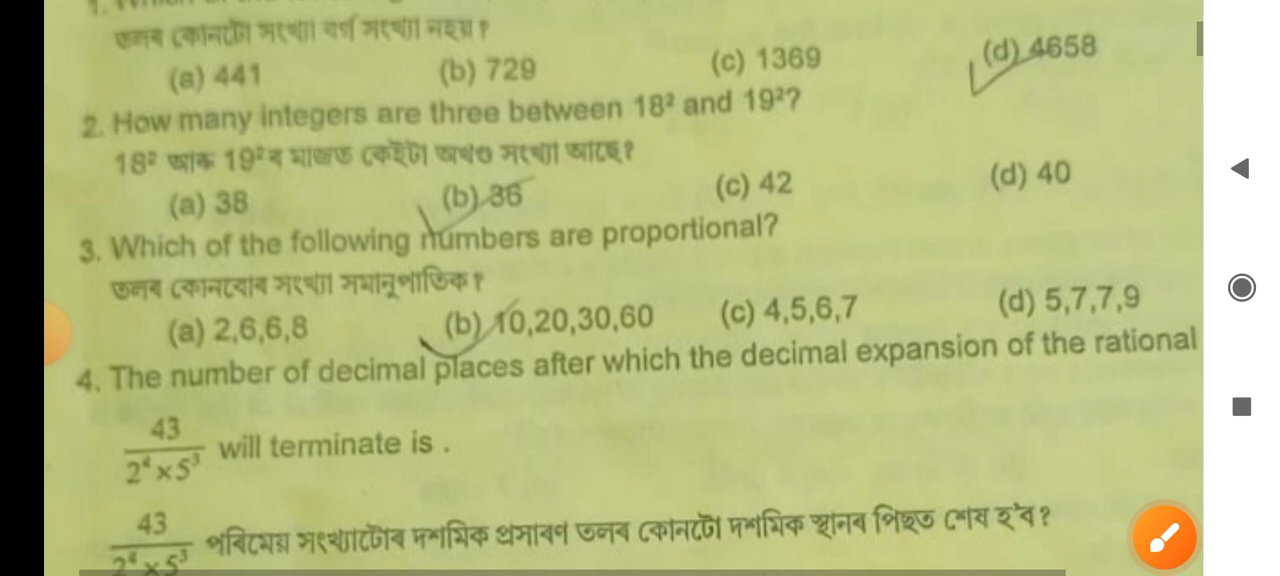 তলৰ কোনটো সংখ্যা বৰ্গ সংখ্যা নহয় ?
(a) 441 (b) 729 (c) 1369 (d) 4658
2. How many integers are three between 18² and 19²?
18² আৰু 19²ৰ মাজত কেইটা অখণ্ড সংখ্যা আছে?
(a) 38 (b) 36 (c) 42 (d) 40
3. Which of the following numbers are proportional?
তলৰ কোনবোৰ সংখ্যা সমানুপাতিক ?
(a) 2,6,6,8 (b) 10,20,30,60 (c) 4,5,6,7 (d) 5,7,7,9
4. The number of decimal places after which the decimal expansion of the rational
43/2⁴×5³ will terminate is .
43/2⁴×5³ পৰিমেয় সংখ্যাটোৰ দশমিক প্ৰসাৰণ তলৰ কোনটো দশমিক স্থানৰ পিছত শেষ হ'ব ?